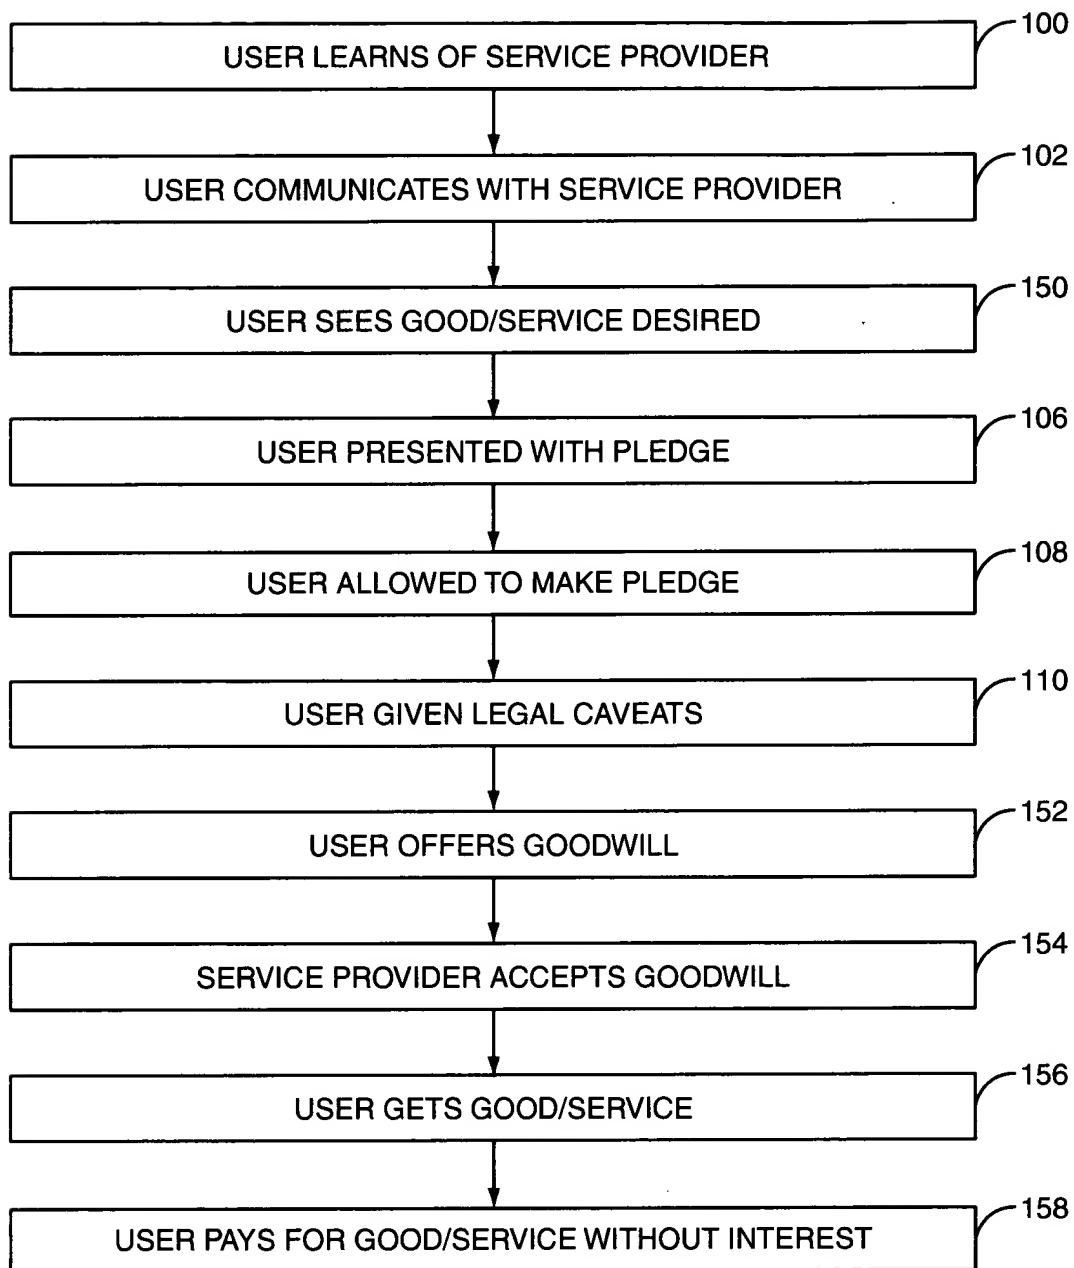 100
USER LEARNS OF SERVICE PROVIDER
102
USER COMMUNICATES WITH SERVICE PROVIDER
150
USER SEES GOOD/SERVICE DESIRED
106
USER PRESENTED WITH PLEDGE
108
USER ALLOWED TO MAKE PLEDGE
110
USER GIVEN LEGAL CAVEATS
152
USER OFFERS GOODWILL
154
SERVICE PROVIDER ACCEPTS GOODWILL
156
USER GETS GOOD/SERVICE
158
USER PAYS FOR GOOD/SERVICE WITHOUT INTEREST